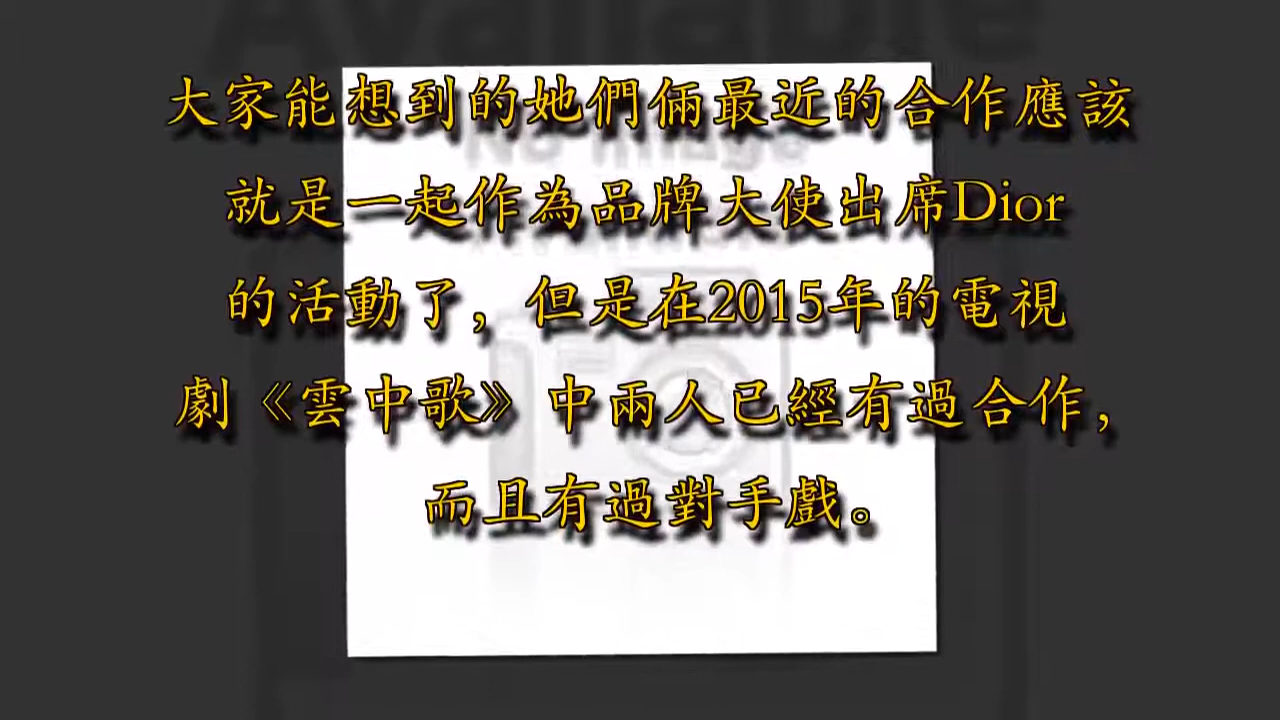 Available
No Image
大家能想到的她們倆最近的合作應該
就是一起作為品牌大使出席Dior
的活動了，但是在2015年的電視
劇《雲中歌》中兩人已經有過合作，
而且有過對手戲。